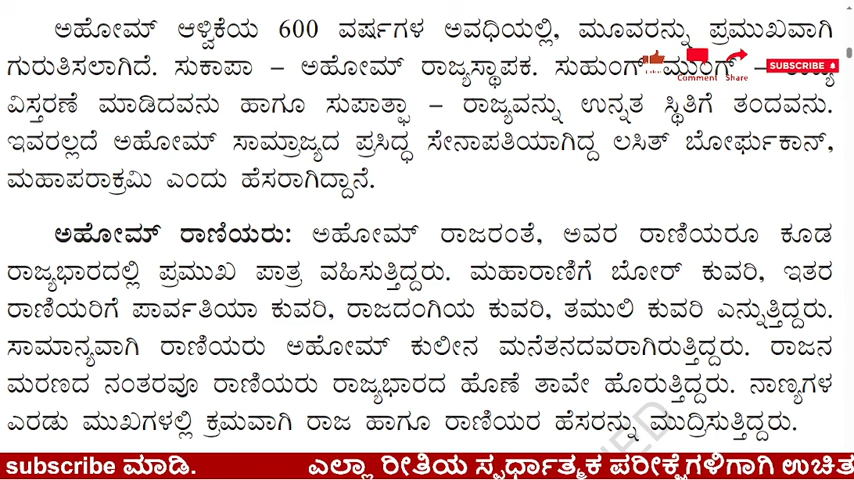 ಅಹೋಮ್ ಆಳ್ವಿಕೆಯ 600 ವರ್ಷಗಳ ಅವಧಿಯಲ್ಲಿ, ಮೂವರನ್ನು ಪ್ರಮುಖವಾಗಿ
ಗುರುತಿಸಲಾಗಿದೆ. ಸುಕಾಪಾ – ಅಹೋಮ್ ರಾಜ್ಯಸ್ಥಾಪಕ. ಸುಹುಂಗ್ ಮುಂಗ್ –
Comment Share
SUBSCRIBE
ವಿಸ್ತರಣೆ ಮಾಡಿದವನು ಹಾಗೂ ಸುಪಾತ್ಫಾ – ರಾಜ್ಯವನ್ನು ಉನ್ನತ ಸ್ಥಿತಿಗೆ ತಂದವನು.
ಇವರಲ್ಲದೆ ಅಹೋಮ್ ಸಾಮ್ರಾಜ್ಯದ ಪ್ರಸಿದ್ಧ ಸೇನಾಪತಿಯಾಗಿದ್ದ ಲಸಿತ್ ಬೋರ್ಘುಕಾನ್,
ಮಹಾಪರಾಕ್ರಮಿ ಎಂದು ಹೆಸರಾಗಿದ್ದಾನೆ.
ಅಹೋಮ್ ರಾಣಿಯರು: ಅಹೋಮ್ ರಾಜರಂತೆ, ಅವರ ರಾಣಿಯರೂ ಕೂಡ
ರಾಜ್ಯಭಾರದಲ್ಲಿ ಪ್ರಮುಖ ಪಾತ್ರ ವಹಿಸುತ್ತಿದ್ದರು. ಮಹಾರಾಣಿಗೆ ಬೋರ್ ಕುವರಿ, ಇತರ
ರಾಣಿಯರಿಗೆ ಪಾರ್ವತಿಯಾ ಕುವರಿ, ರಾಜದಂಗಿಯ ಕುವರಿ, ತಮುಲಿ ಕುವರಿ ಎನ್ನುತ್ತಿದ್ದರು.
ಸಾಮಾನ್ಯವಾಗಿ ರಾಣಿಯರು ಅಹೋಮ್ ಕುಲೀನ ಮನೆತನದವರಾಗಿರುತ್ತಿದ್ದರು. ರಾಜನ
ಮರಣದ ನಂತರವೂ ರಾಣಿಯರು ರಾಜ್ಯಭಾರದ ಹೊಣೆ ತಾವೇ ಹೊರುತ್ತಿದ್ದರು. ನಾಣ್ಯಗಳ
ಎರಡು ಮುಖಗಳಲ್ಲಿ ಕ್ರಮವಾಗಿ ರಾಜ ಹಾಗೂ ರಾಣಿಯರ ಹೆಸರನ್ನು ಮುದ್ರಿಸುತ್ತಿದ್ದರು.
subscribe ಮಾಡಿ. ಎಲ್ಲಾ ರೀತಿಯ ಸ್ಪರ್ಧಾತ್ಮಕ ಪರೀಕ್ಷೆಗಳಿಗಾಗಿ ಉಚಿತ